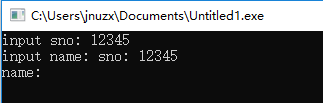 C:\Users\jnuzx\Documents\Untitled1.exe
input sno: 12345
input name: sno: 12345
name: